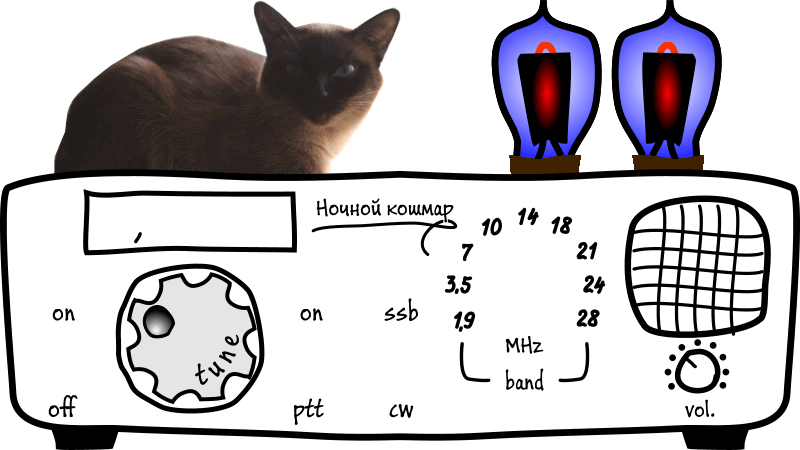 ,
Ночной кошмар
10 14 18
7 21
3,5 24
1,9 28
on
on ssb
tune
MHz
band
off
ptt cw
vol.